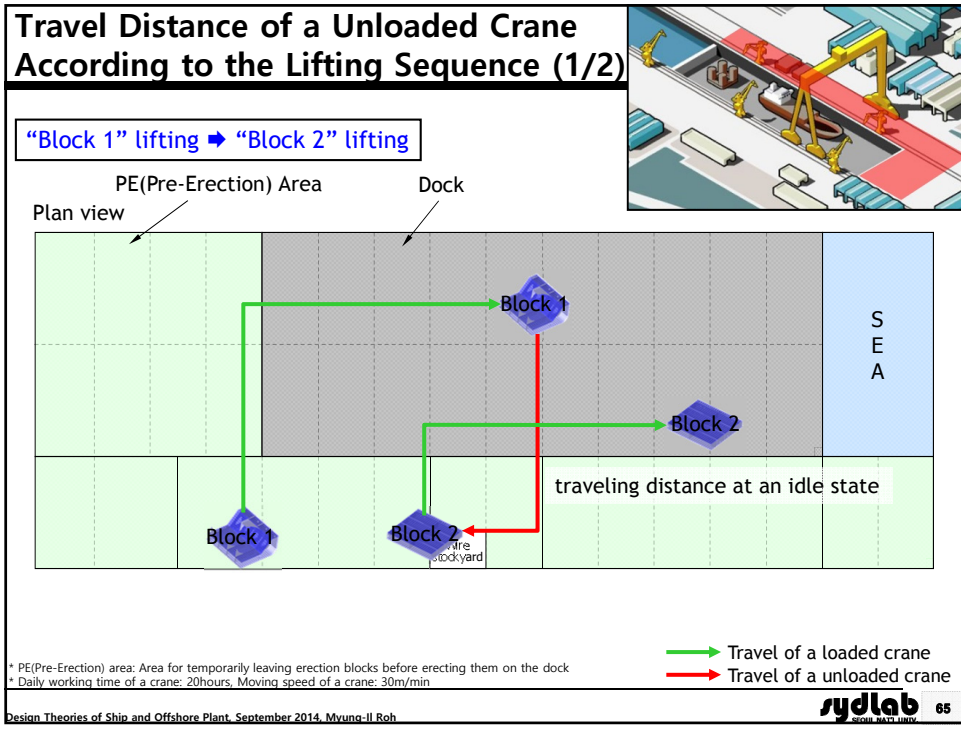 Travel Distance of a Unloaded Crane
According to the Lifting Sequence (1/2)
“Block 1” lifting ➡ “Block 2” lifting
PE(Pre-Erection) Area
Dock
Plan view
Block 1
S
E
A
Block 2
traveling distance at an idle state
Block 1
Block 2
Wire
stockyard
Travel of a loaded crane
* PE(Pre-Erection) area: Area for temporarily leaving erection blocks before erecting them on the dock
Travel of a unloaded crane
* Daily working time of a crane: 20hours, Moving speed of a crane: 30m/min
Design Theories of Ship and Offshore Plant, September 2014, Myung-Il Roh
sydlab
SEOUL NAT'L UNIV.
65